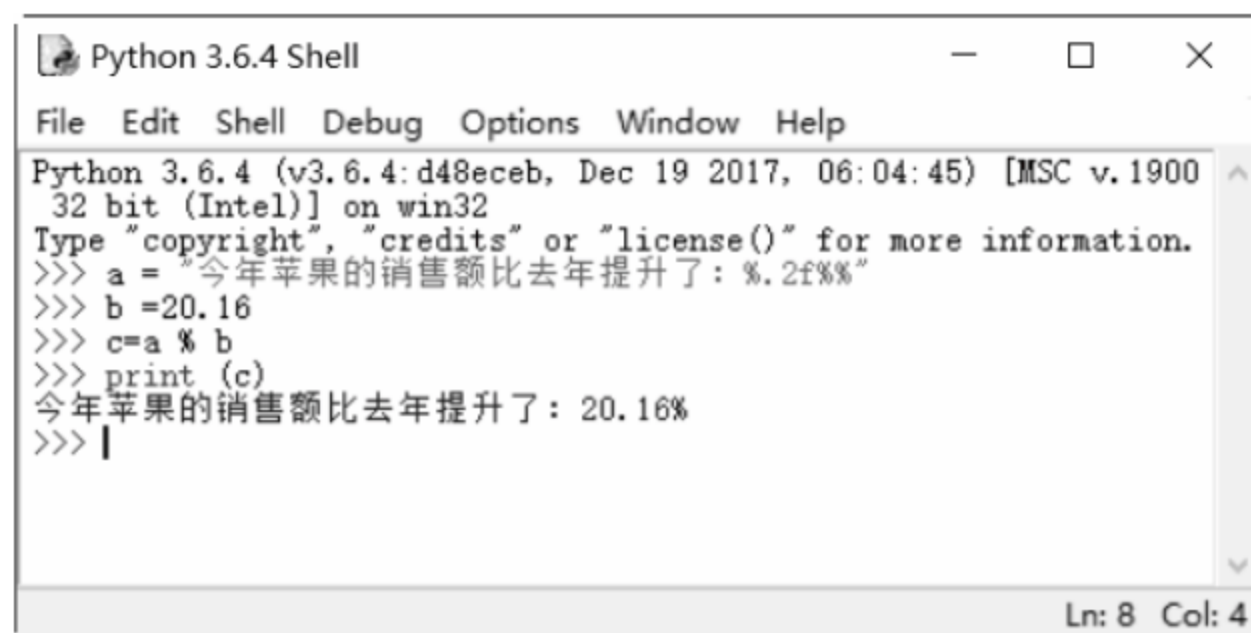 Python 3.6.4 Shell
File Edit Shell Debug Options Window Help
Python 3.6.4 (v3.6.4:d48eceb, Dec 19 2017, 06:04:45) [MSC v.1900
 32 bit (Intel)] on win32
Type "copyright", "credits" or "license()" for more information.
>>> a = "今年苹果的销售额比去年提升了：%.2f%%"
>>> b =20.16
>>> c=a % b
>>> print (c)
今年苹果的销售额比去年提升了：20.16%
>>>
Ln: 8 Col: 4